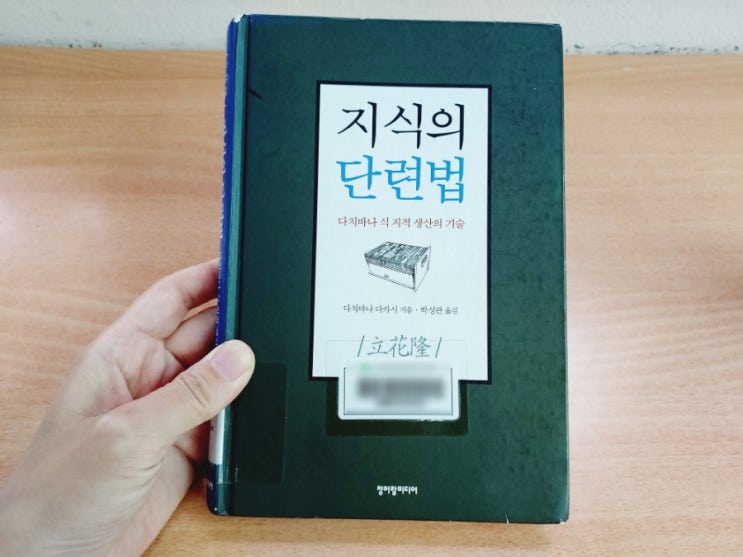 지식의
단련법
다치바나 식 지적 생산의 기술
다치바나 다카시 지음 · 박성관 옮김
/立花隆/
청어람미디어